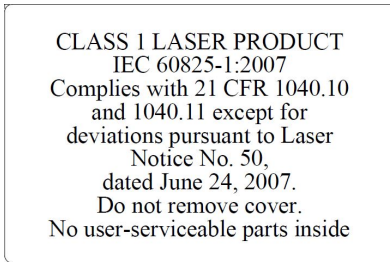 CLASS 1 LASER PRODUCT
IEC 60825-1:2007
Complies with 21 CFR 1040.10
and 1040.11 except for
deviations pursuant to Laser
Notice No. 50,
dated June 24, 2007.
Do not remove cover.
No user-serviceable parts inside